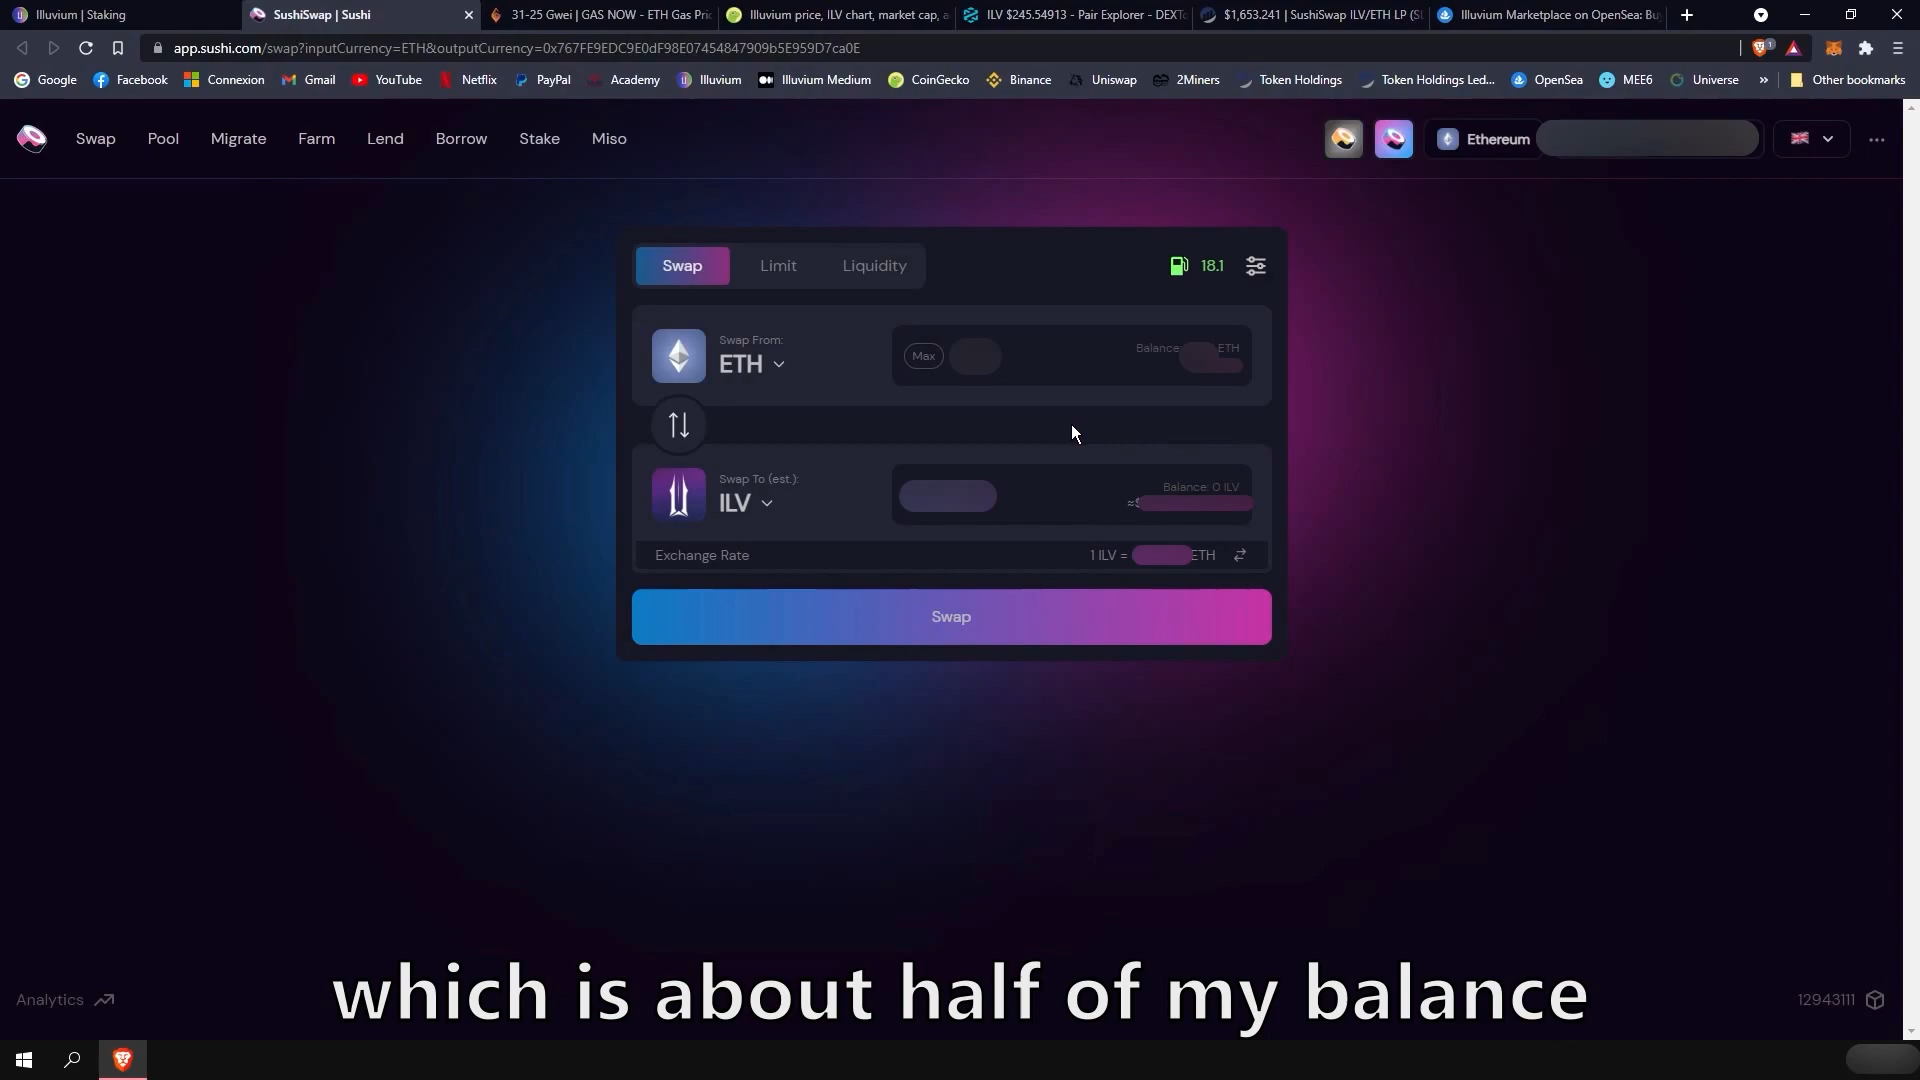 Illuvium | Staking
SushiSwap | Sushi
31-25 Gwei | GAS NOW - ETH Gas Pri
Illuvium price, ILV chart, market cap, a
ILV $245.54913 - Pair Explorer - DEXTo
$1,653.241 | SushiSwap ILV/ETH LP (SL
Illuvium Marketplace on OpenSea: Bu
app.sushi.com/swap?inputCurrency=ETH&outputCurrency=0x767FE9EDC9E0dF98E07454847909b5E959D7ca0E
1
Google
Facebook
Connexion
Gmail
YouTube
Netflix
PayPal
Academy
Illuvium
Illuvium Medium
CoinGecko
Binance
Uniswap
2Miners
Token Holdings
Token Holdings Led...
OpenSea
MEE6
Universe
»
Other bookmarks
Swap
Pool
Migrate
Farm
Lend
Borrow
Stake
Miso
Ethereum
...
Swap
Limit
Liquidity
18.1
Swap From:
ETH
Max
Balance: ETH
Swap To (est.):
ILV
Balance: 0 ILV
≈$
Exchange Rate
1 ILV = ETH
Swap
which is about half of my balance
Analytics
12943111